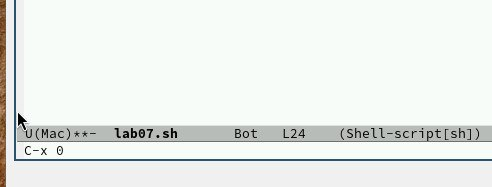 U(Mac)**-  lab07.sh      Bot   L24    (Shell-script[sh])
C-x 0